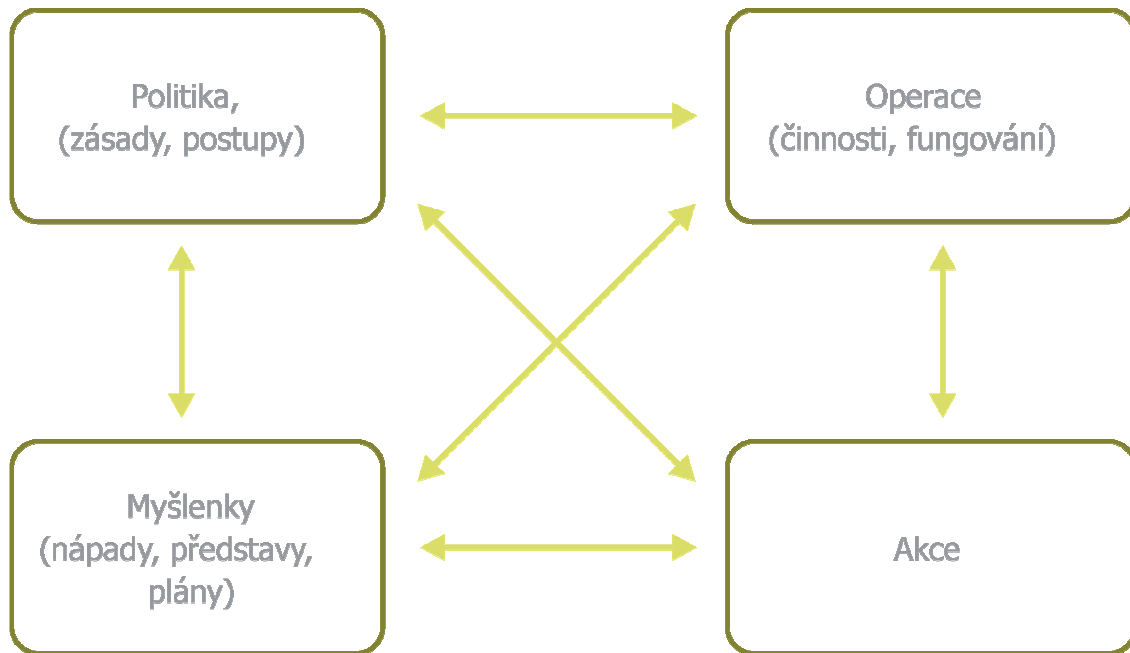 Politika,
(zásady, postupy)
Operace
(činnosti, fungování)
Myšlenky
(nápady, představy,
plány)
Akce